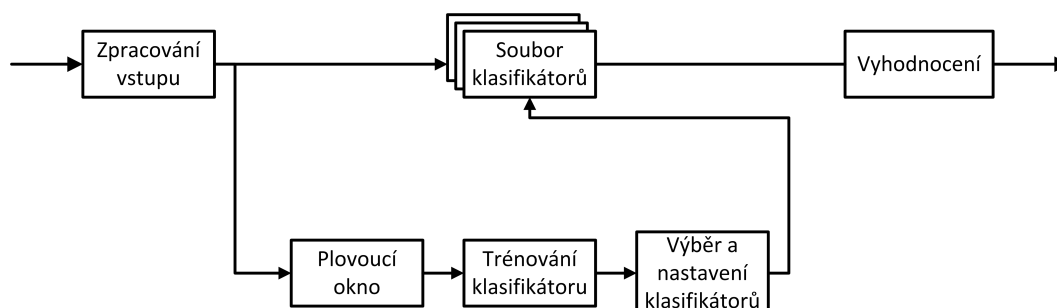 Zpracování
vstupu
Soubor
klasifikátorů
Vyhodnocení
Plovoucí
okno
Trénování
klasifikátoru
Výběr a
nastavení
klasifikátorů